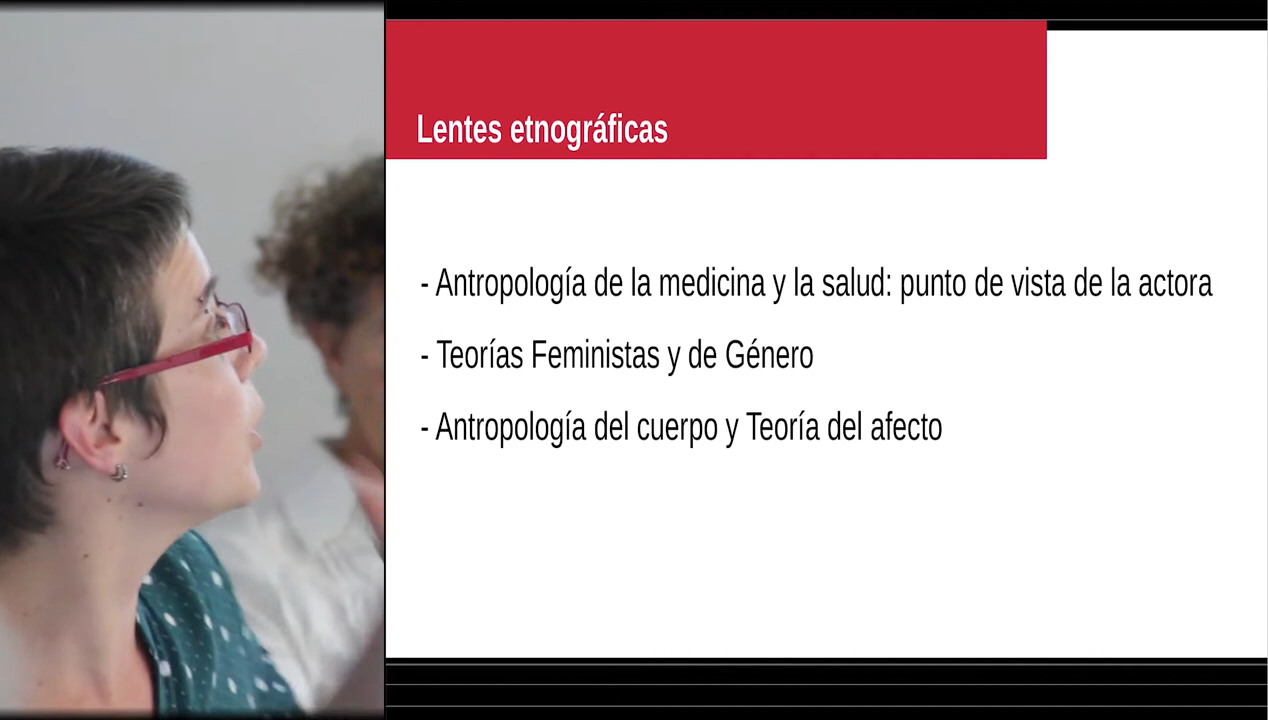 Lentes etnográficas
- Antropología de la medicina y la salud: punto de vista de la actora
- Teorías Feministas y de Género
- Antropología del cuerpo y Teoría del afecto